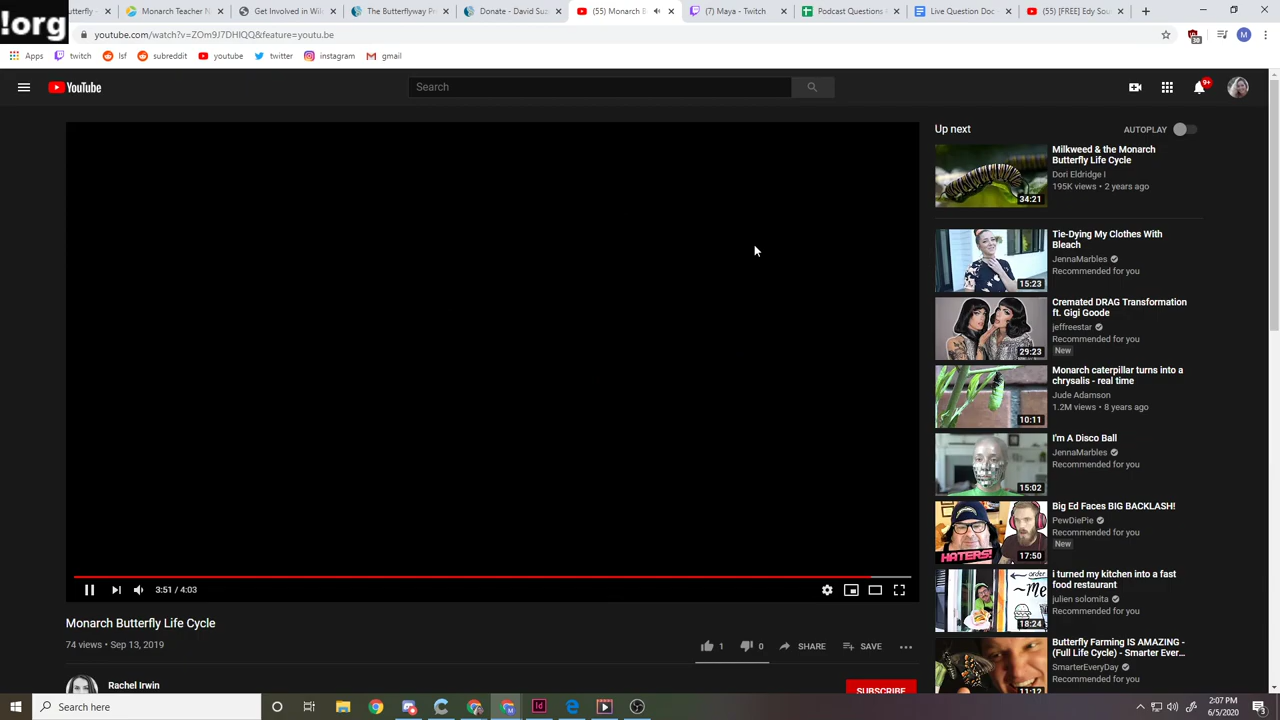 !org
utterfly - Li
Monarch Teacher N
Get Involved in Wil
The Butterflyway Pr
Donate - David Suz
(55) Monarch B
(7) Maya - Twitch
Podcast Questions
Live Question Doc
(55) [FREE] Edy Sou
youtube.com/watch?v=ZOm9J7DHIQQ&feature=youtu.be
Apps
twitch
lsf
subreddit
youtube
twitter
instagram
gmail
YouTube
Search
9+
Up next
AUTOPLAY
Milkweed & the Monarch
Butterfly Life Cycle
Dori Eldridge I
195K views • 2 years ago
34:21
Tie-Dying My Clothes With
Bleach
JennaMarbles
Recommended for you
15:23
Cremated DRAG Transformation
ft. Gigi Goode
jeffreestar
Recommended for you
New
29:23
Monarch caterpillar turns into a
chrysalis - real time
Jude Adamson
1.2M views • 8 years ago
10:11
I'm A Disco Ball
JennaMarbles
Recommended for you
15:02
Big Ed Faces BIG BACKLASH!
PewDiePie
Recommended for you
New
HATERS!
17:50
i turned my kitchen into a fast
food restaurant
julien solomita
Recommended for you
order
~Me
18:24
Butterfly Farming IS AMAZING -
(Full Life Cycle) - Smarter Ever...
SmarterEveryDay
Recommended for you
11:12
3:51 / 4:03
Monarch Butterfly Life Cycle
74 views • Sep 13, 2019
1
0
SHARE
SAVE
Rachel Irwin
SUBSCRIBE
Search here
2:07 PM
6/5/2020